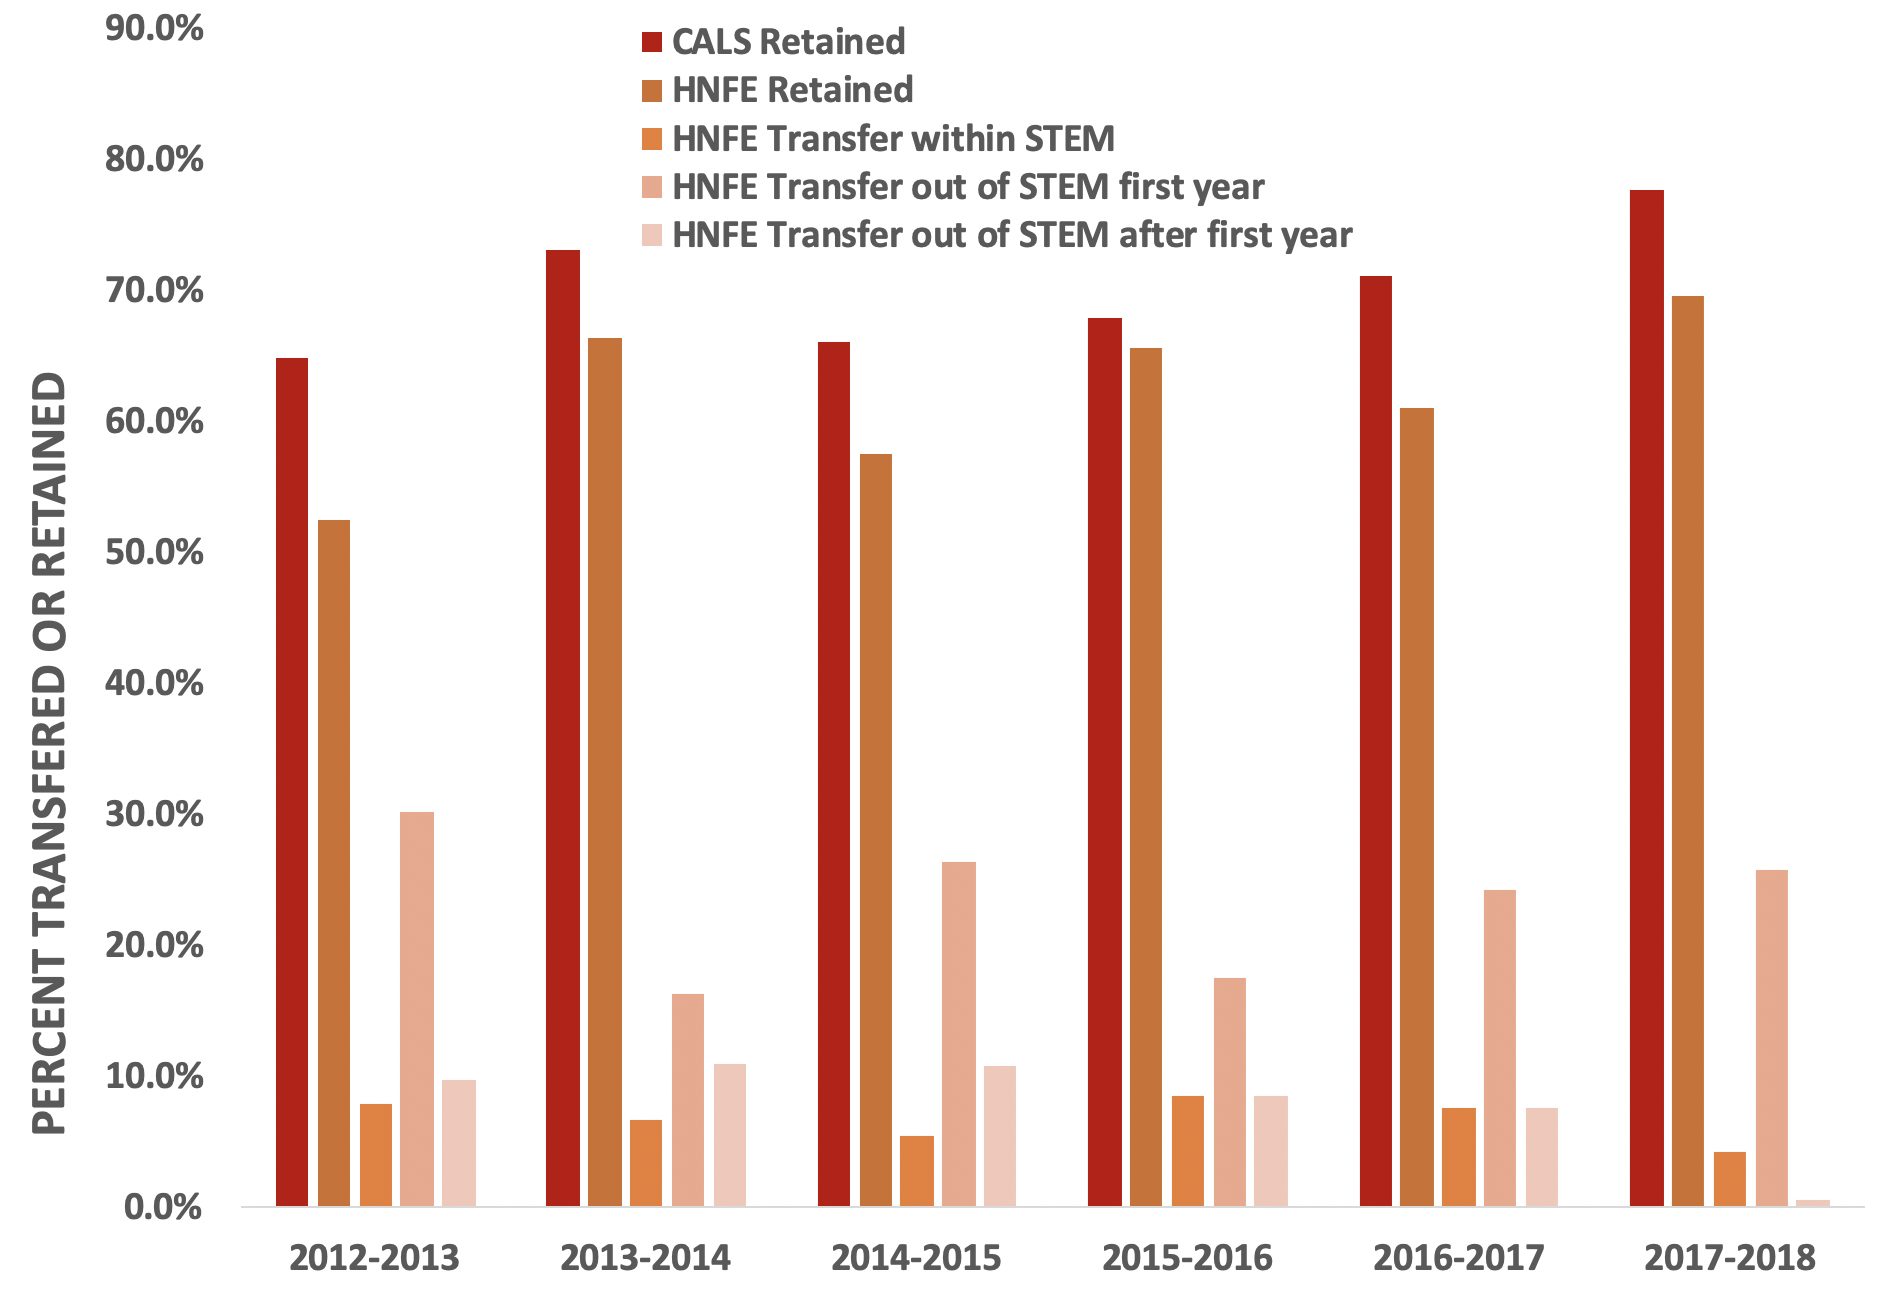 90.0%
80.0%
70.0%
60.0%
50.0%
40.0%
30.0%
20.0%
10.0%
0.0%
PERCENT TRANSFERRED OR RETAINED
CALS Retained
HNFE Retained
HNFE Transfer within STEM
HNFE Transfer out of STEM first year
HNFE Transfer out of STEM after first year
2012-2013
2013-2014
2014-2015
2015-2016
2016-2017
2017-2018